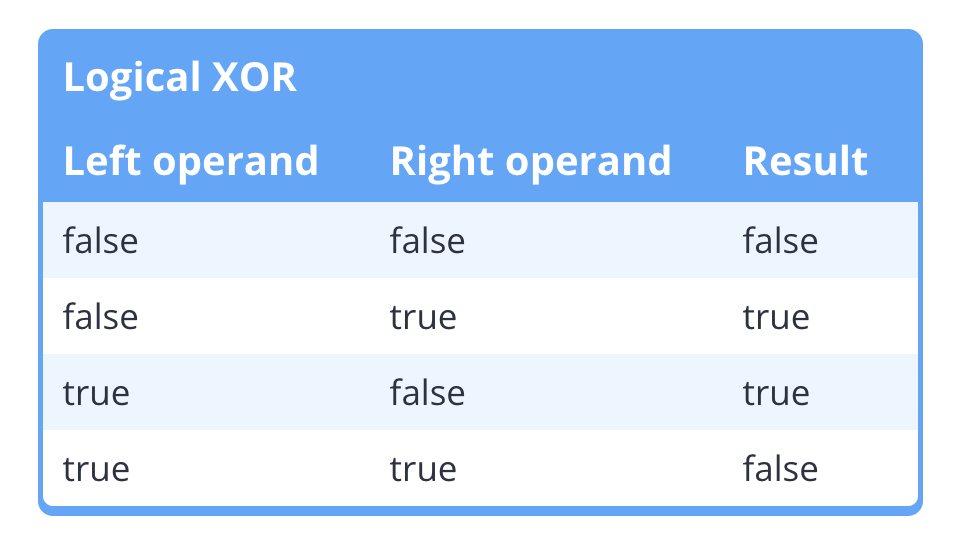 Logical XOR
Left operand Right operand Result
false false false
false true true
true false true
true true false